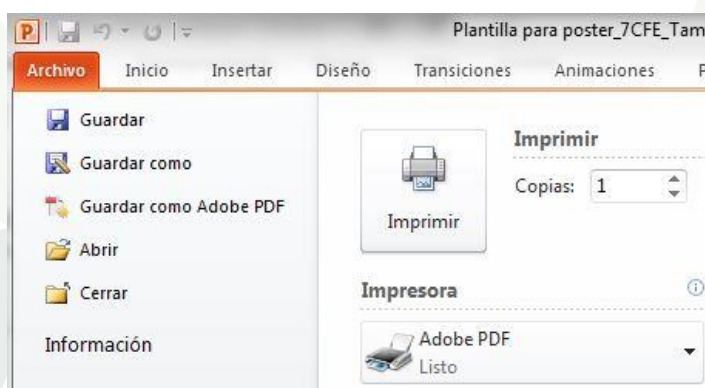 Plantilla para poster_7CFE_Tam
Archivo Inicio Insertar Diseño Transiciones Animaciones
Guardar
Guardar como
Guardar como Adobe PDF
Abrir
Cerrar
Información
Imprimir
Copias: 1
Imprimir
Impresora
Adobe PDF
Listo